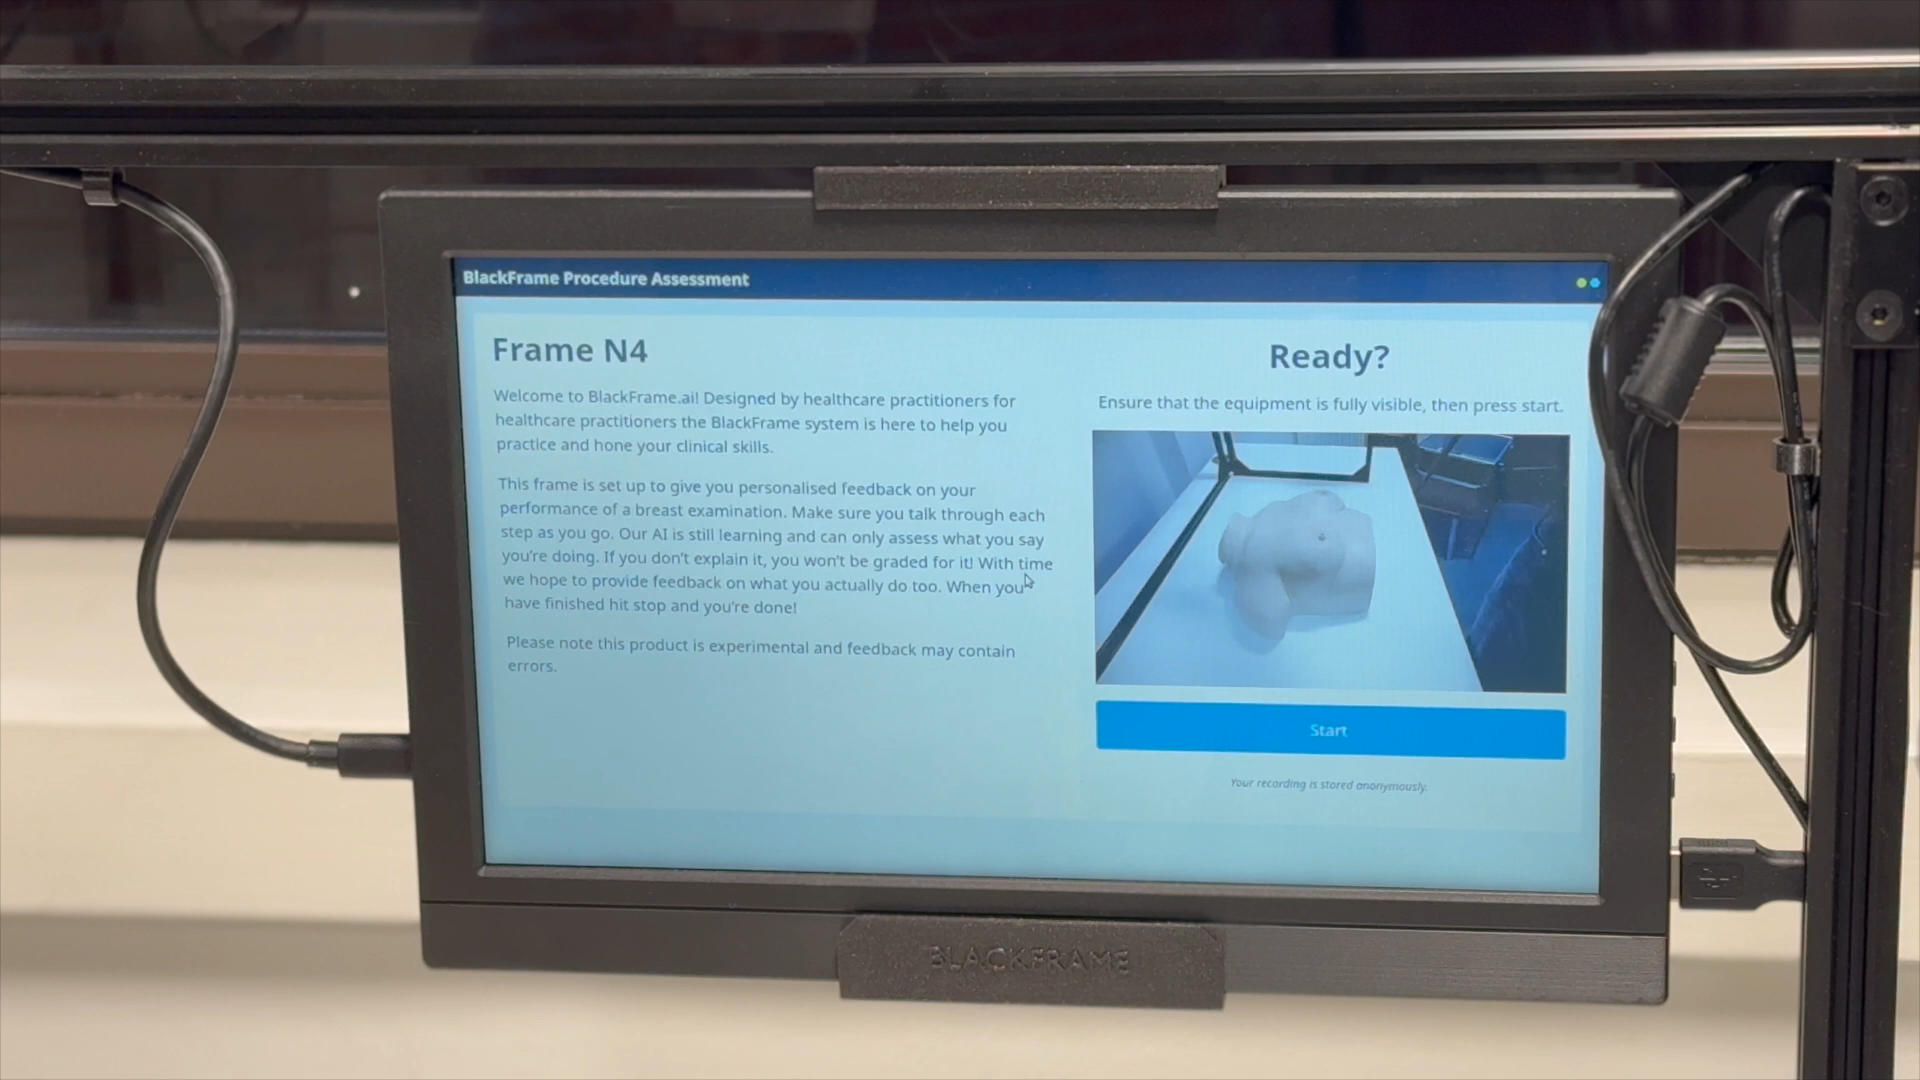 BlackFrame Procedure Assessment
Frame N4
Welcome to BlackFrame.ai! Designed by healthcare practitioners for
healthcare practitioners the BlackFrame system is here to help you
practice and hone your clinical skills.
This frame is set up to give you personalised feedback on your
performance of a breast examination. Make sure you talk through each
step as you go. Our AI is still learning and can only assess what you say
you're doing. If you don't explain it, you won't be graded for it! With time
we hope to provide feedback on what you actually do too. When you
have finished hit stop and you're done!
Please note this product is experimental and feedback may contain
errors.
Ready?
Ensure that the equipment is fully visible, then press start.
Start
Your recording is stored anonymously.
BLACKFRAME